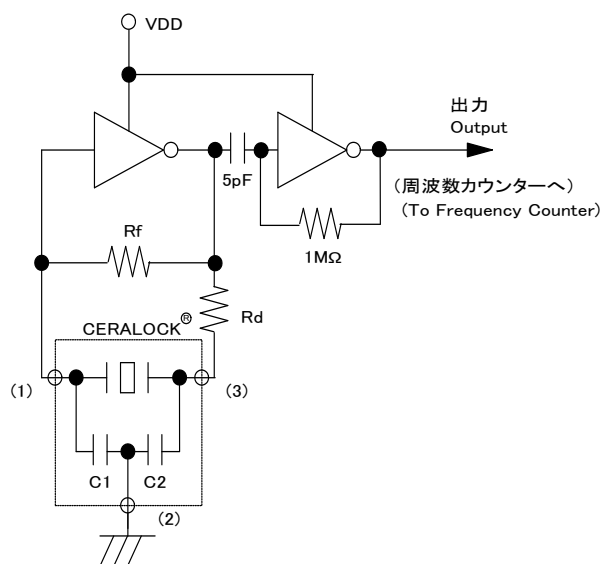 VDD
出力
Output
5pF
(周波数カウンターへ)
(To Frequency Counter)
Rf
1MΩ
Rd
CERALOCK®
(1)
(3)
C1
C2
(2)